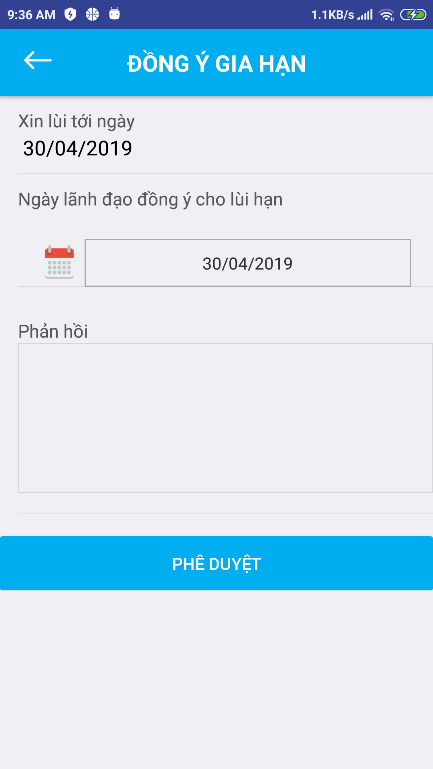 9:36 AM 1.1KB/s
ĐỒNG Ý GIA HẠN
Xin lùi tới ngày
30/04/2019
Ngày lãnh đạo đồng ý cho lùi hạn
30/04/2019
Phản hồi
PHÊ DUYỆT